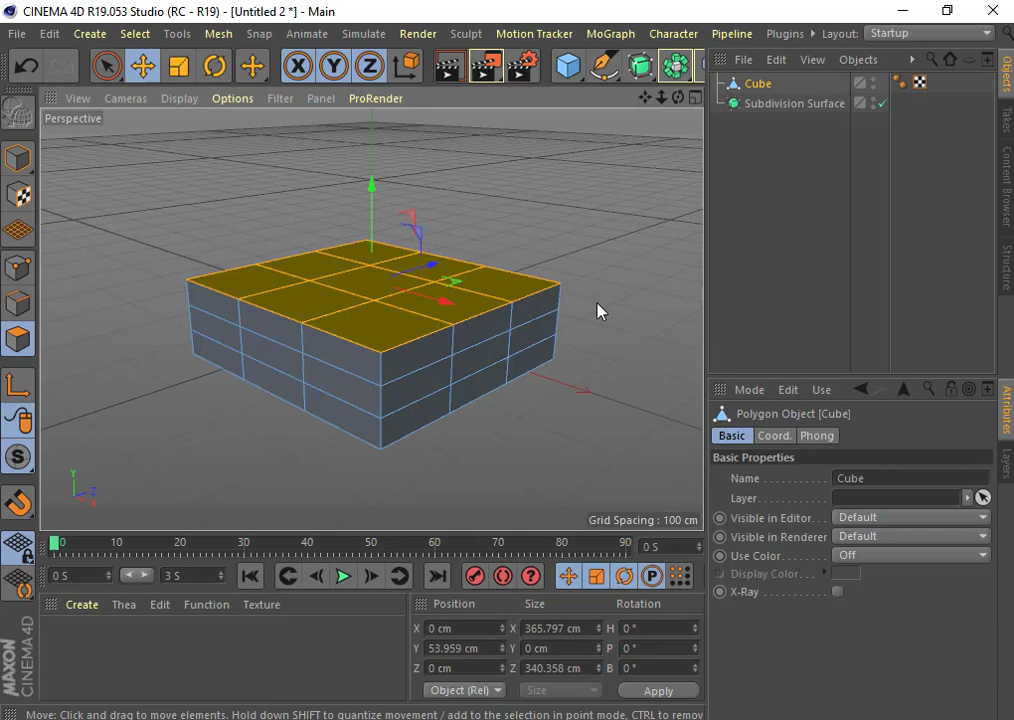 CINEMA 4D R19.053 Studio (RC - R19) - [Untitled 2 *] - Main
File Edit Create Select Tools Mesh Snap Animate Simulate Render Sculpt Motion Tracker MoGraph Character Pipeline Plugins Layout: Startup
X Y Z
File Edit View Objects
View Cameras Display Options Filter Panel ProRender
Cube
Subdivision Surface
Perspective
Objects
Takes
Content Browser
Structure
S
Y
Z
X
Grid Spacing : 100 cm
Mode Edit Use
Polygon Object [Cube]
Basic Coord. Phong
Basic Properties
Name Cube
Layer
Visible in Editor Default
Visible in Renderer Default
Use Color Off
Display Color
X-Ray
Attributes
Layers
0 10 20 30 40 50 60 70 80 90 0 S
0 S 3 S
? P
Create Thea Edit Function Texture
Position Size Rotation
X 0 cm X 365.797 cm H 0 °
Y 53.959 cm Y 0 cm P 0 °
Z 0 cm Z 340.358 cm B 0 °
Object (Rel) Size Apply
MAXON
CINEMA 4D
Move: Click and drag to move elements. Hold down SHIFT to quantize movement / add to the selection in point mode, CTRL to remov